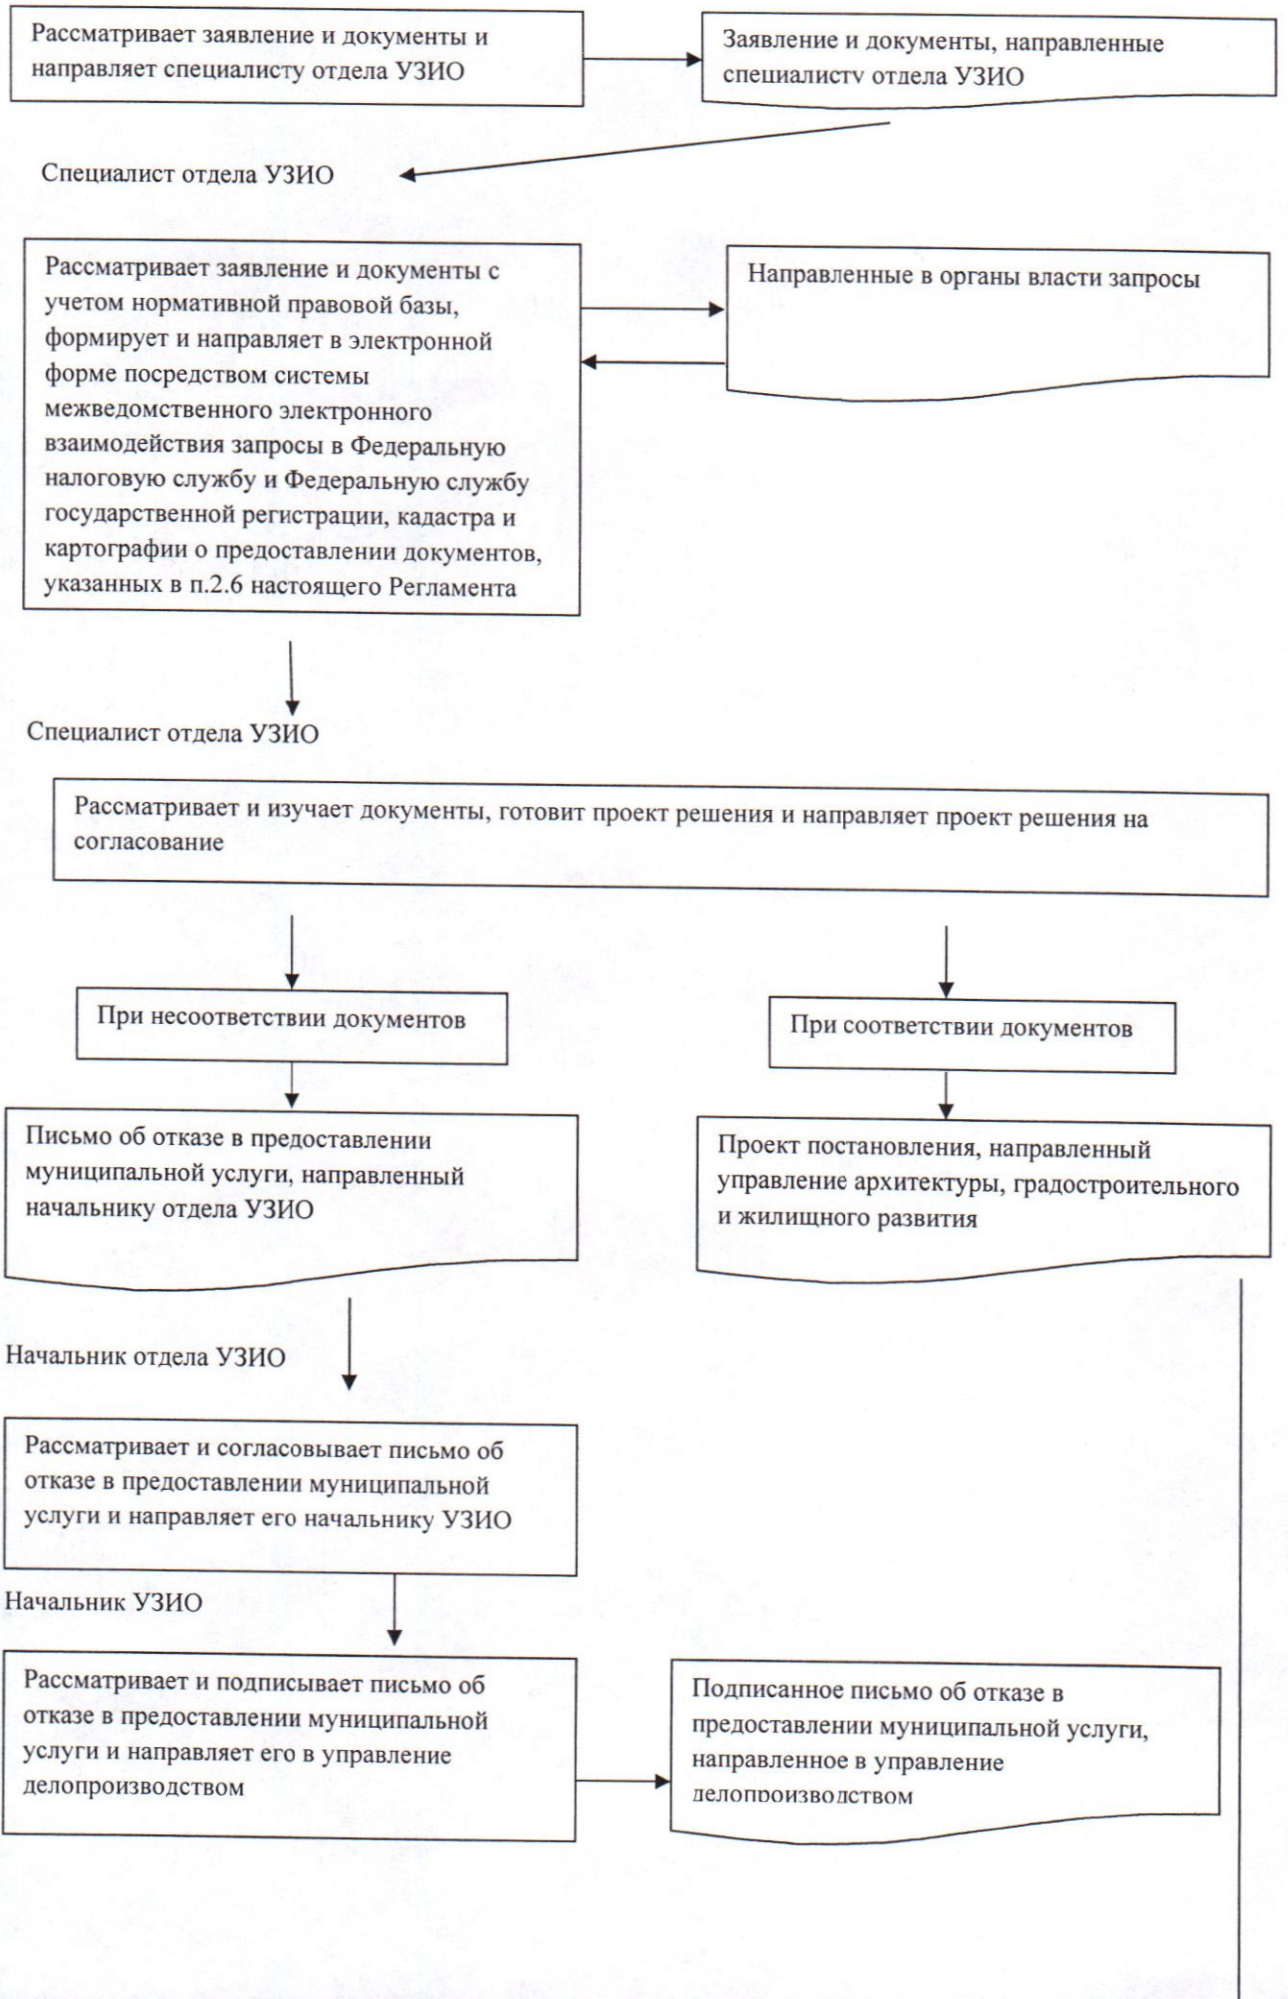 Рассматривает заявление и документы и
направляет специалисту отдела УЗИО
Заявление и документы, направленные
специалисту отдела УЗИО
Специалист отдела УЗИО
Рассматривает заявление и документы с
учетом нормативной правовой базы,
формирует и направляет в электронной
форме посредством системы
межведомственного электронного
взаимодействия запросы в Федеральную
налоговую службу и Федеральную службу
государственной регистрации, кадастра и
картографии о предоставлении документов,
указанных в п.2.6 настоящего Регламента
Направленные в органы власти запросы
Специалист отдела УЗИО
Рассматривает и изучает документы, готовит проект решения и направляет проект решения на
согласование
При несоответствии документов
При соответствии документов
Письмо об отказе в предоставлении
муниципальной услуги, направленный
начальнику отдела УЗИО
Проект постановления, направленный
управление архитектуры, градостроительного
и жилищного развития
Начальник отдела УЗИО
Рассматривает и согласовывает письмо об
отказе в предоставлении муниципальной
услуги и направляет его начальнику УЗИО
Начальник УЗИО
Рассматривает и подписывает письмо об
отказе в предоставлении муниципальной
услуги и направляет его в управление
делопроизводством
Подписанное письмо об отказе в
предоставлении муниципальной услуги,
направленное в управление
делопроизводством